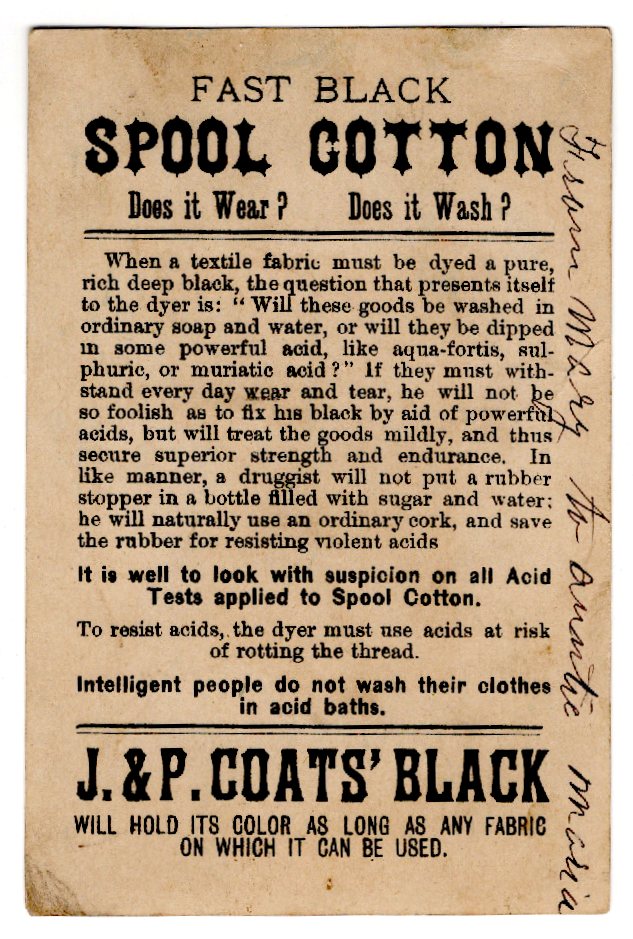 FAST BLACK
SPOOL COTTON
Does it Wear? Does it Wash?
When a textile fabric must be dyed a pure,
rich deep black, the question that presents itself
to the dyer is: “Will these goods be washed in
ordinary soap and water, or will they be dipped
in some powerful acid, like aqua-fortis, sul-
phuric, or muriatic acid?” If they must with-
stand every day wear and tear, he will not be
so foolish as to fix his black by aid of powerful
acids, but will treat the goods mildly, and thus
secure superior strength and endurance. In
like manner, a druggist will not put a rubber
stopper in a bottle filled with sugar and water;
he will naturally use an ordinary cork, and save
the rubber for resisting violent acids
It is well to look with suspicion on all Acid
Tests applied to Spool Cotton.
To resist acids, the dyer must use acids at risk
of rotting the thread.
Intelligent people do not wash their clothes
in acid baths.
J. & P. COATS’ BLACK
WILL HOLD ITS COLOR AS LONG AS ANY FABRIC
ON WHICH IT CAN BE USED.
From Mary to auntie maria